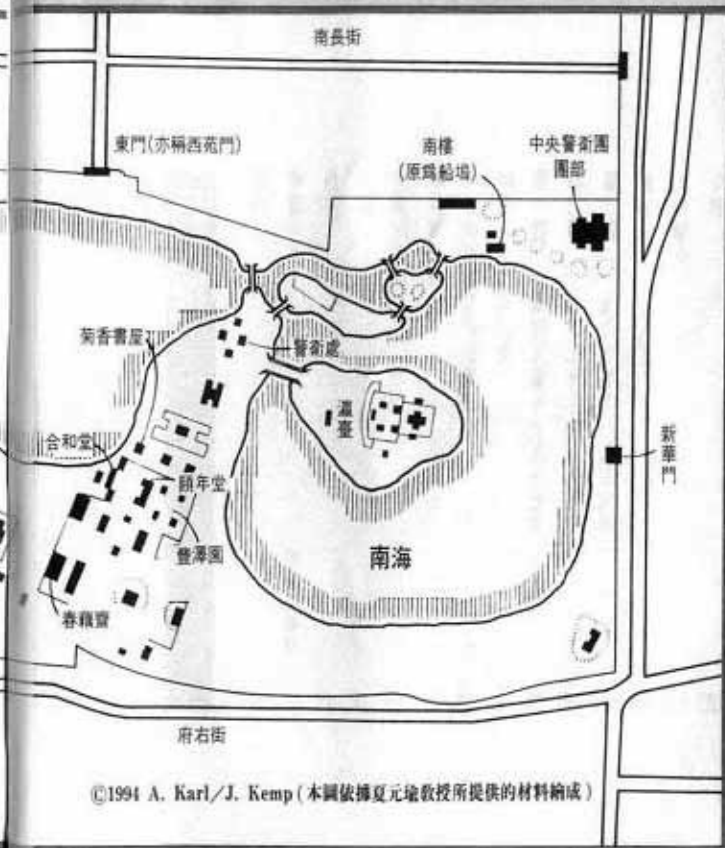 南長街
東門(亦稱西苑門)
南樓
(原爲船塢)
中央警衛團
團部
菊香書屋
警衛處
瀛臺
新華門
合和堂
頤年堂
豐澤園
南海
春藕齋
府右街
©1994 A. Karl/J. Kemp(本圖依據夏元瑜教授所提供的材料繪成)